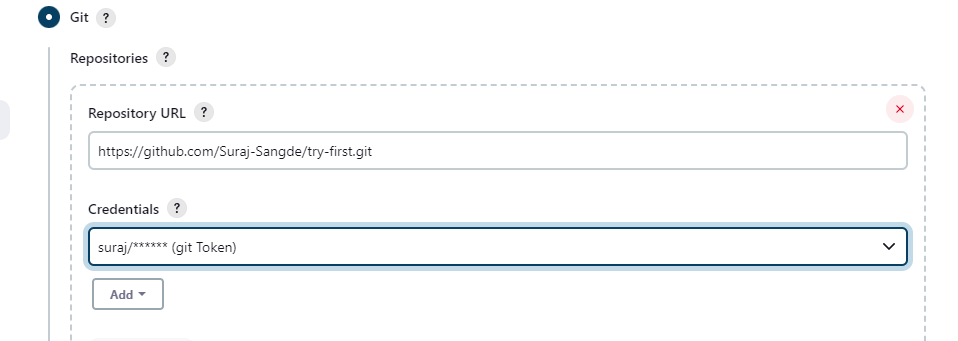 Git ?
Repositories ?
Repository URL ?
https://github.com/Suraj-Sangde/try-first.git
Credentials ?
suraj/****** (git Token)
Add